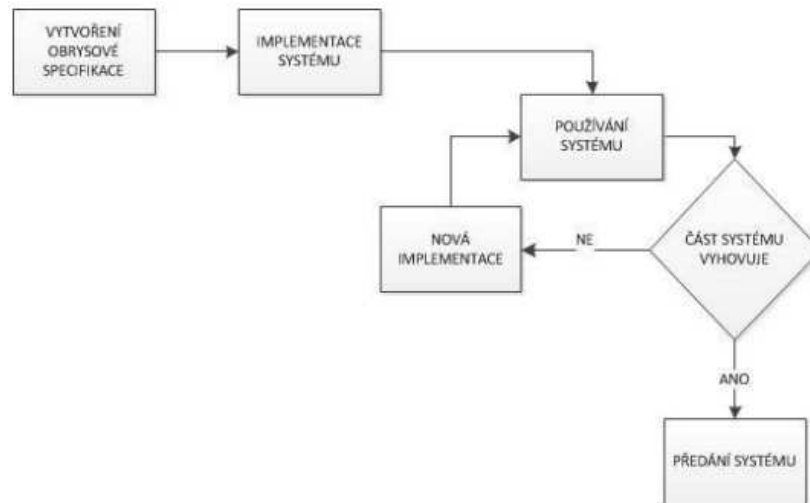 VYTVOŘENÍ
OBRYSOVÉ
SPECIFIKACE
IMPLEMENTACE
SYSTÉMU
POUŽÍVÁNÍ
SYSTÉMU
NOVÁ
IMPLEMENTACE
NE
ČÁST SYSTÉMU
VYHOVUJE
ANO
PŘEDÁNÍ SYSTÉMU